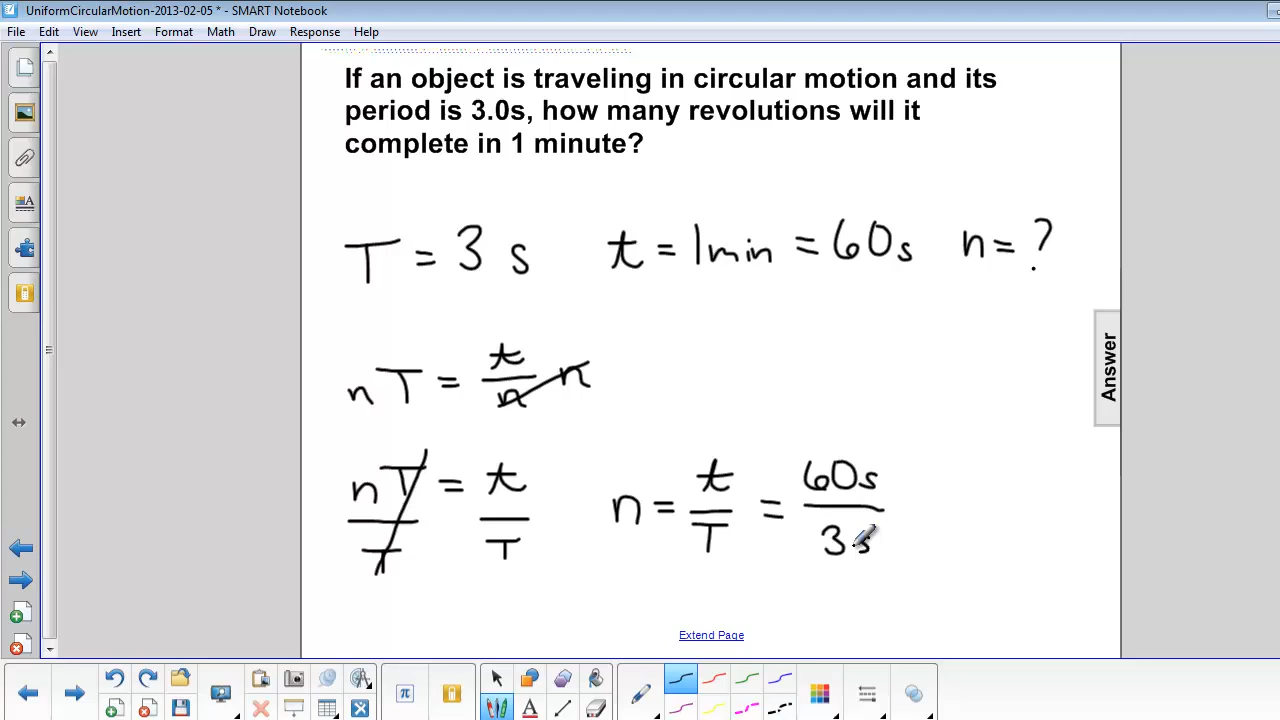 UniformCircularMotion-2013-02-05 * - SMART Notebook
File Edit View Insert Format Math Draw Response Help
If an object is traveling in circular motion and its
period is 3.0s, how many revolutions will it
complete in 1 minute?
T = 3 s t = 1min = 60s n = ?
nT = t/n n
nT/T = t/T n = t/T = 60s/3s
Answer
Extend Page